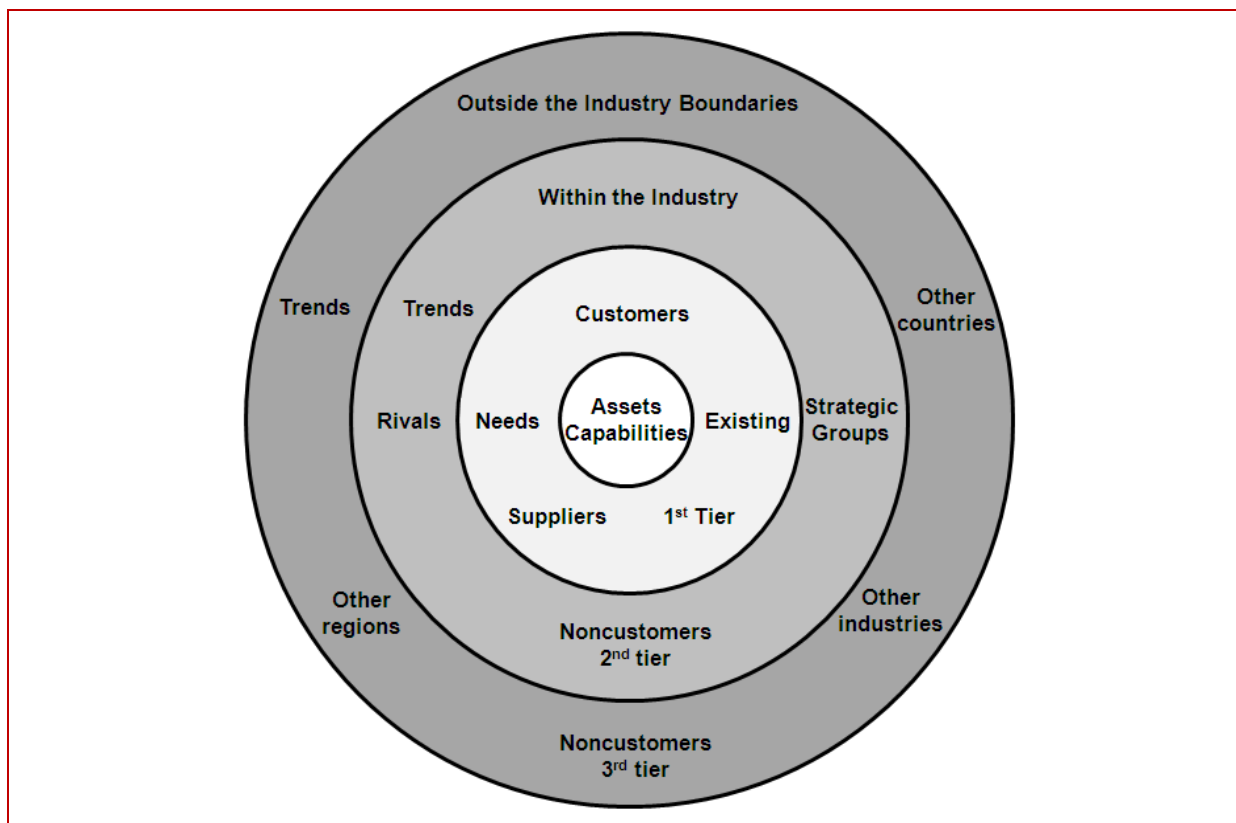 Outside the Industry Boundaries
Within the Industry
Trends
Trends
Customers
Other
countries
Rivals
Needs
Assets
Capabilities
Existing
Strategic
Groups
Suppliers
1st Tier
Other
regions
Other
industries
Noncustomers
2nd tier
Noncustomers
3rd tier